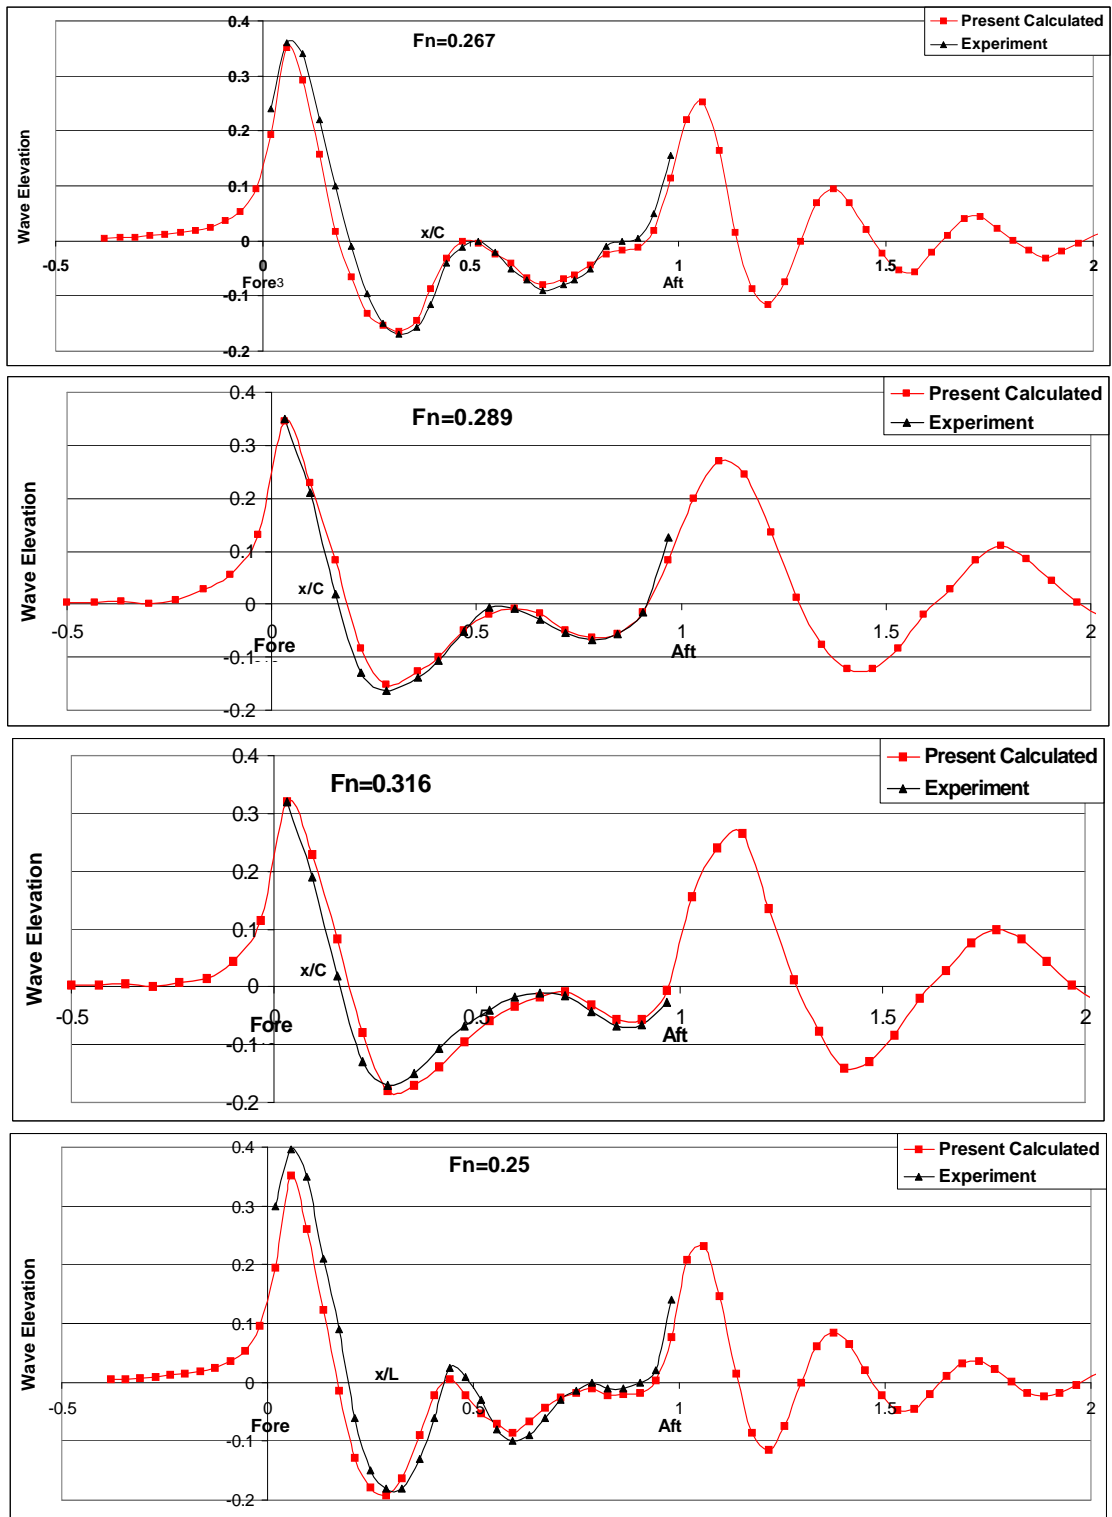 Fn=0.267
Present Calculated
Experiment
Wave Elevation
0.4
0.3
0.2
0.1
0
-0.1
-0.2
x/C
-0.5
0
0.5
1
1.5
2
Fore3
Aft
Fn=0.289
Present Calculated
Experiment
Wave Elevation
0.4
0.3
0.2
0.1
0
-0.1
-0.2
x/C
-0.5
0
0.5
1
1.5
2
Fore
Aft
Fn=0.316
Present Calculated
Experiment
Wave Elevation
0.4
0.3
0.2
0.1
0
-0.1
-0.2
x/C
-0.5
0
0.5
1
1.5
2
Fore
Aft
Fn=0.25
Present Calculated
Experiment
Wave Elevation
0.4
0.3
0.2
0.1
0
-0.1
-0.2
x/L
-0.5
0
0.5
1
1.5
2
Fore
Aft